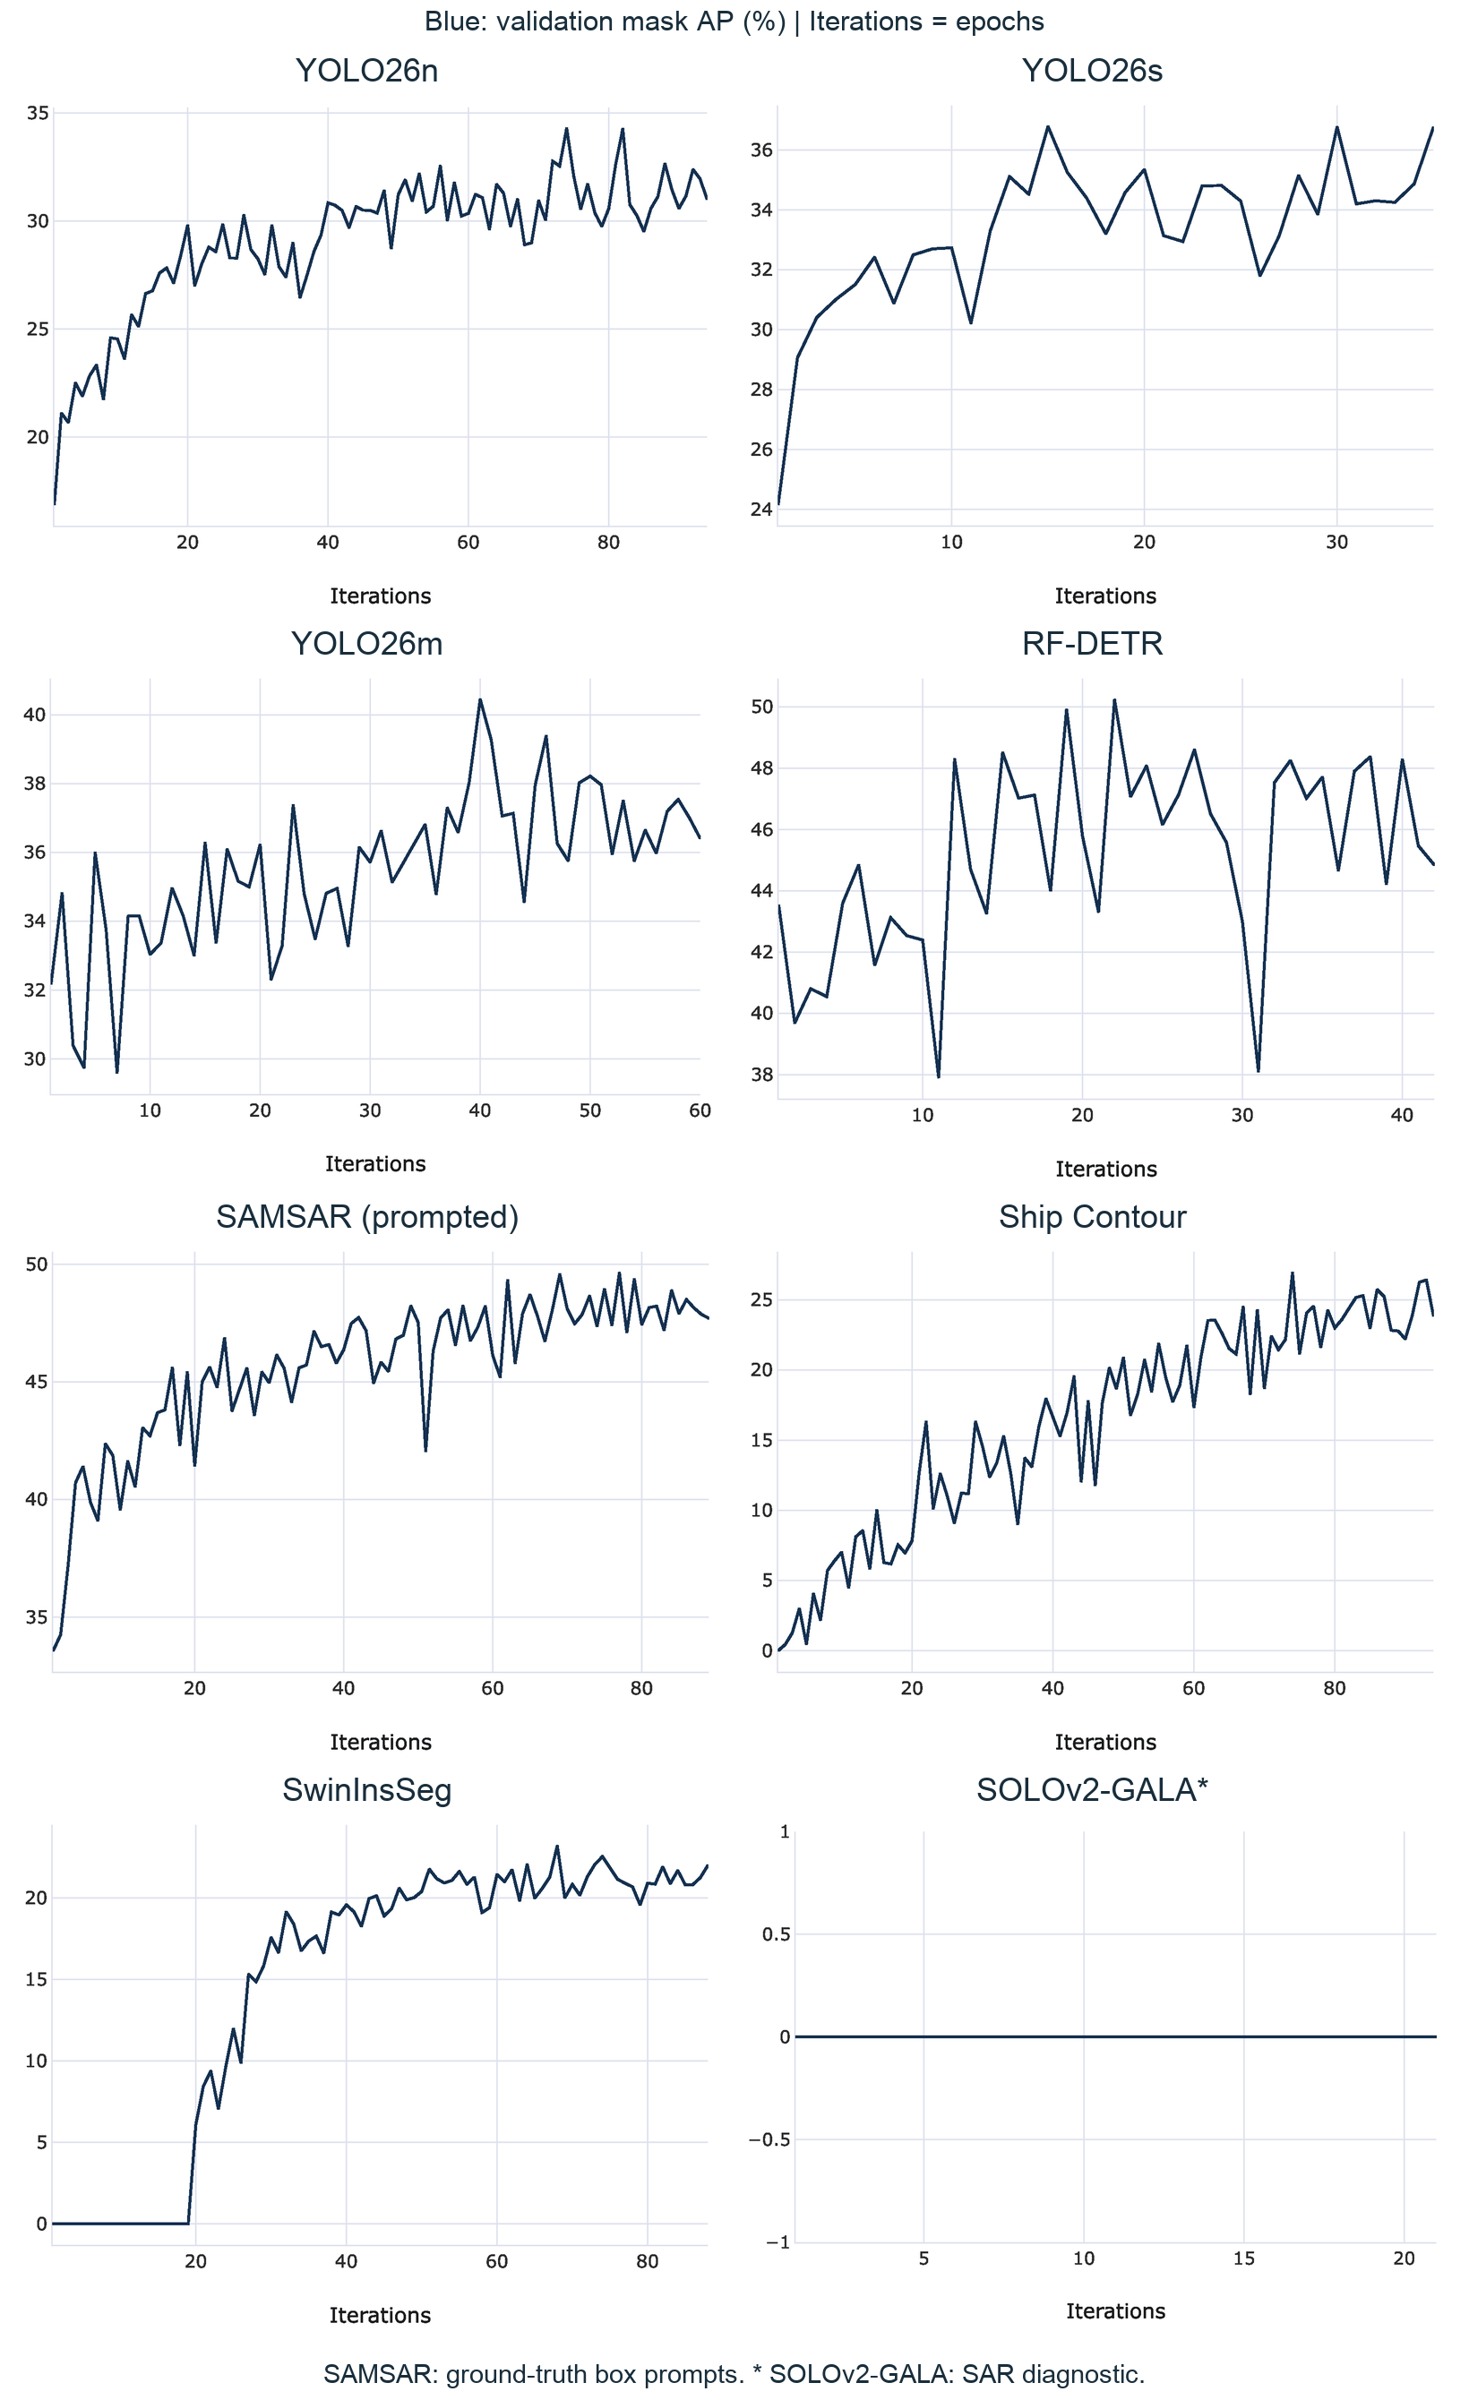 Blue: validation mask AP (%) | Iterations = epochs
YOLO26n
35
30
25
20
20 40 60 80
Iterations
YOLO26s
36
34
32
30
28
26
24
10 20 30
Iterations
YOLO26m
40
38
36
34
32
30
10 20 30 40 50 60
Iterations
RF-DETR
50
48
46
44
42
40
38
10 20 30 40
Iterations
SAMSAR (prompted)
50
45
40
35
20 40 60 80
Iterations
Ship Contour
25
20
15
10
5
0
20 40 60 80
Iterations
SwinInsSeg
20
15
10
5
0
20 40 60 80
Iterations
SOLOv2-GALA*
1
0.5
0
−0.5
−1
5 10 15 20
Iterations
SAMSAR: ground-truth box prompts. * SOLOv2-GALA: SAR diagnostic.